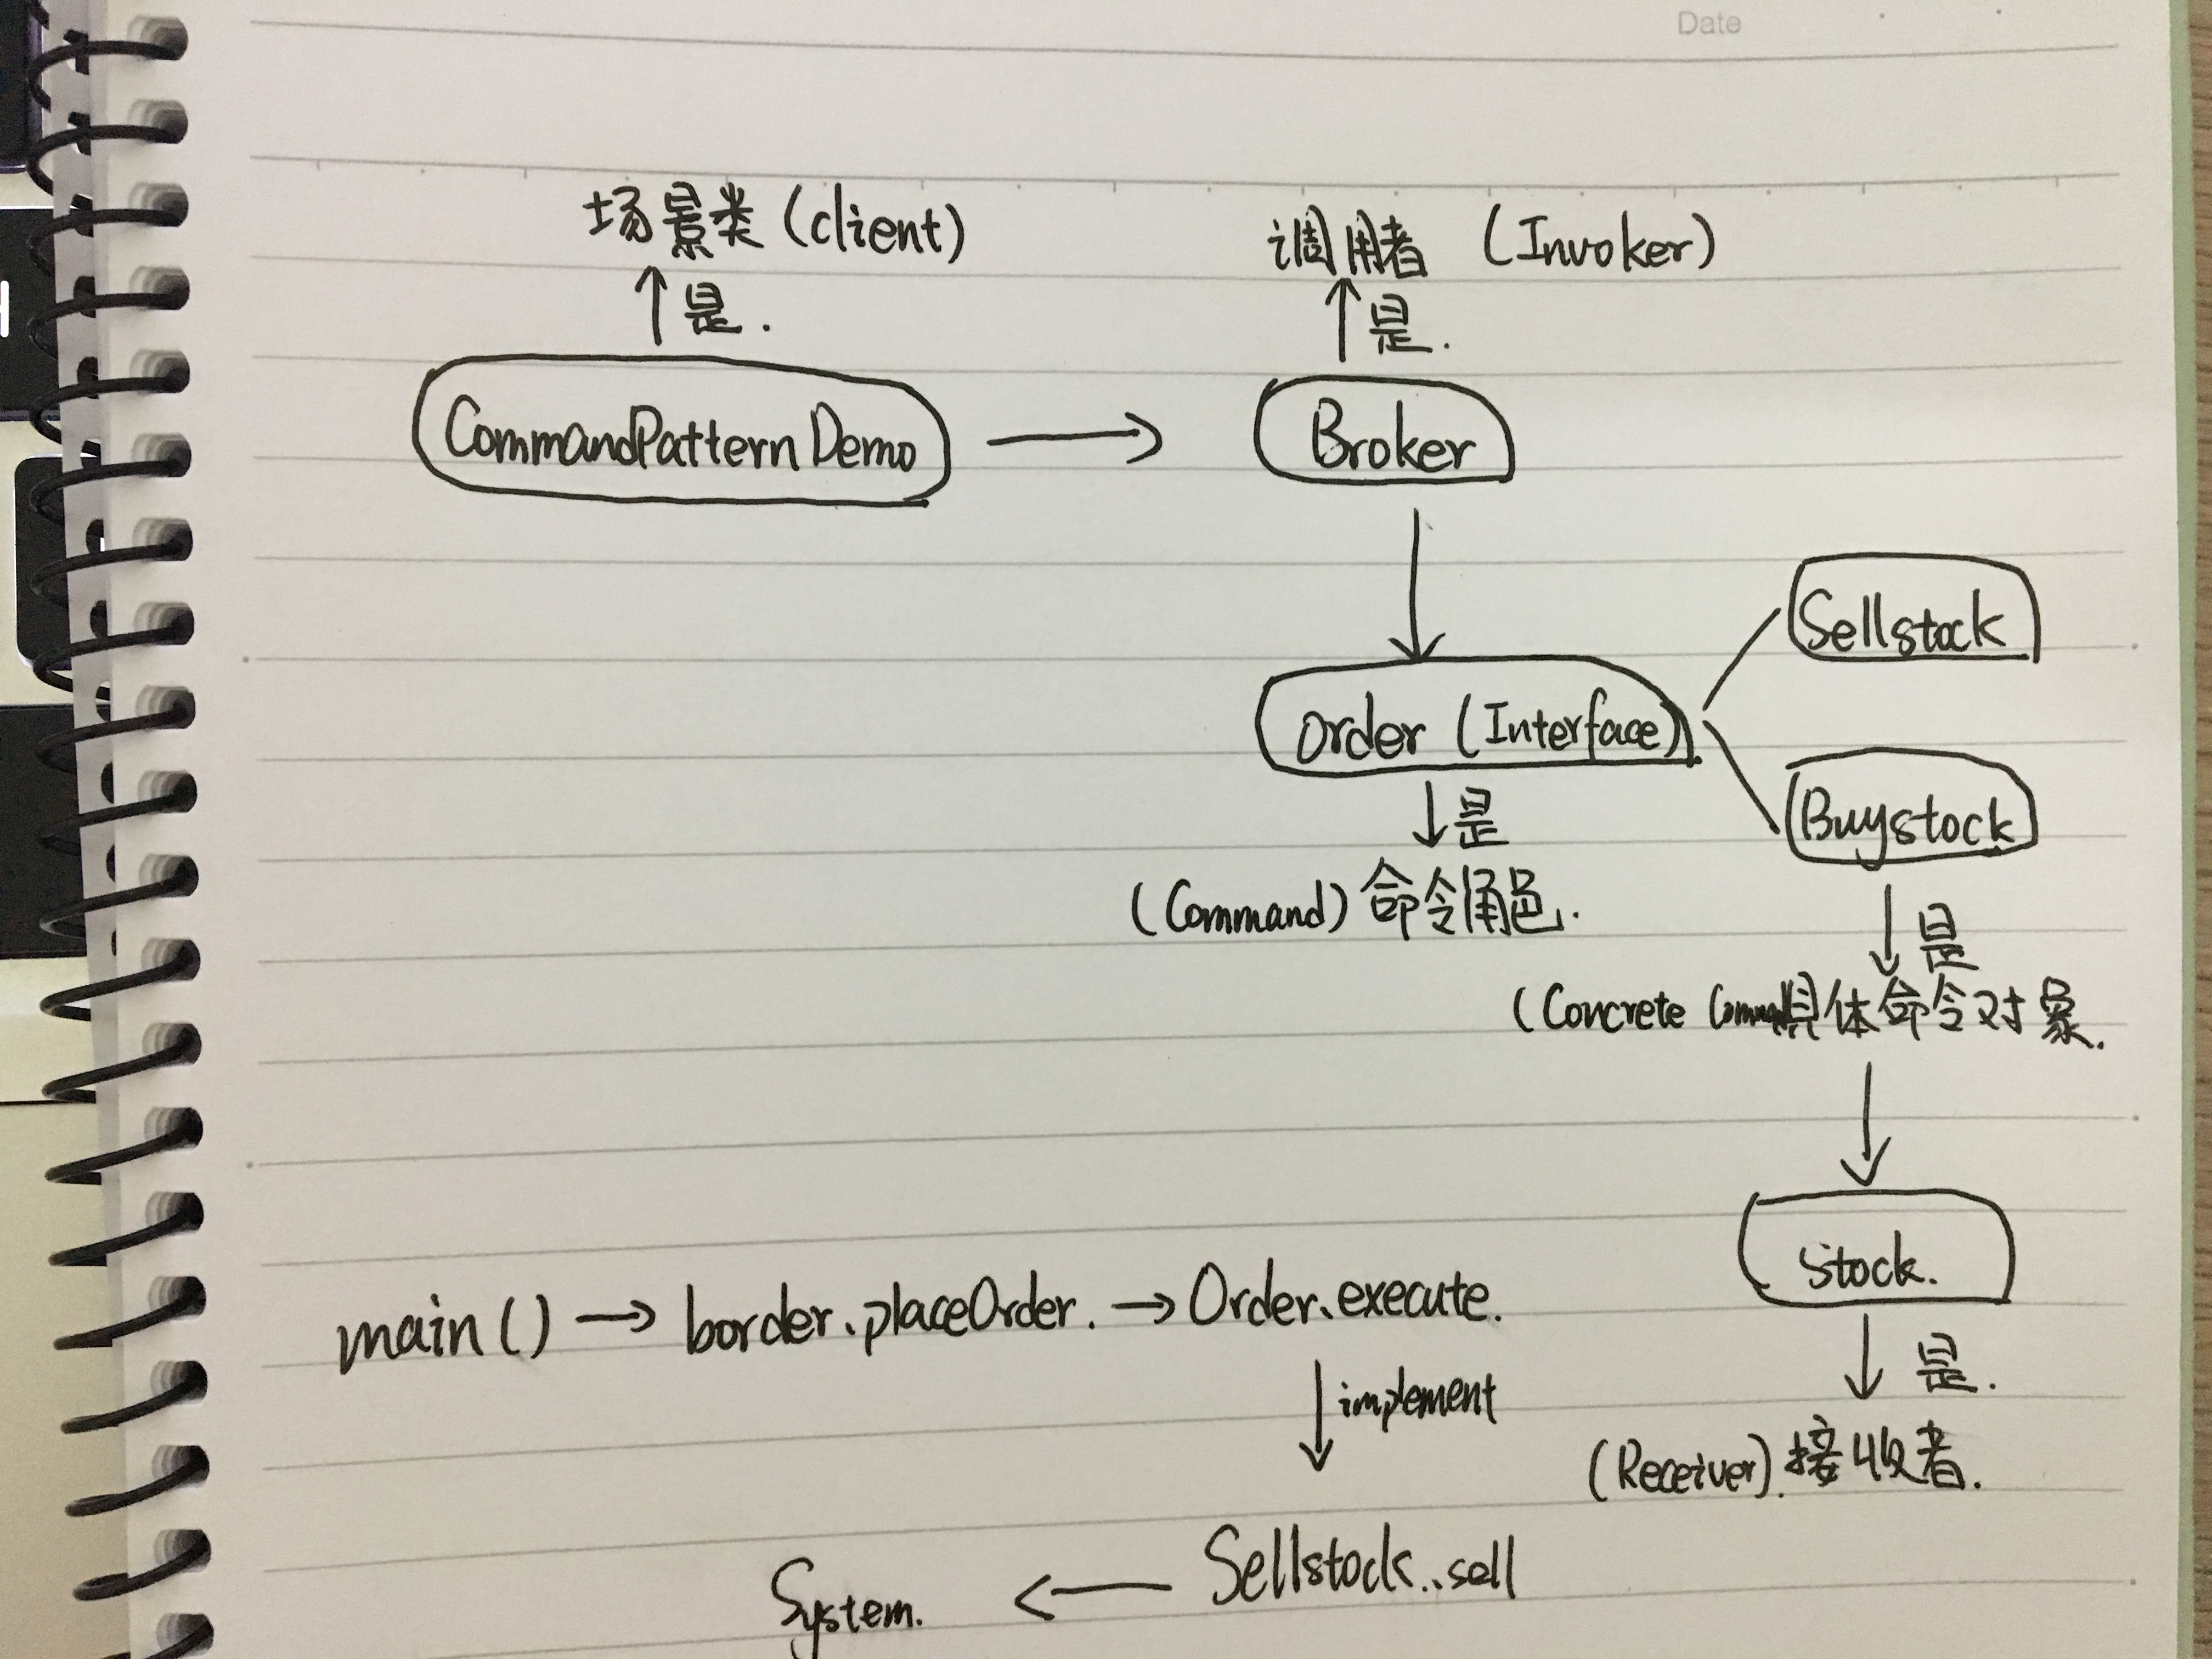 Date
场景类 (client)
调用者 (Invoker)
是.
是.
CommandPatternDemo
Broker
Order (Interface)
Sellstock
Buystock
是
(Command) 命令角色.
是
(Concrete Command) 具体命令对象.
Stock.
main() → border.placeOrder. → Order.execute.
implement
是.
(Receiver) 接收者.
System. ← Sellstock.sell